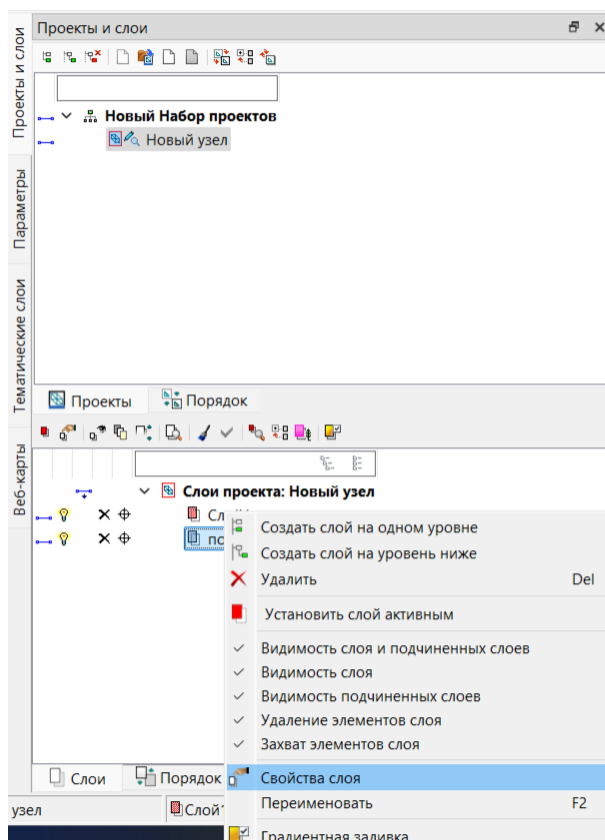 Проекты и слои
Проекты и слои
Параметры
Тематические слои
Веб-карты
Новый Набор проектов
Новый узел
Проекты
Порядок
Слои проекта: Новый узел
Создать слой на одном уровне
Создать слой на уровень ниже
Удалить Del
Установить слой активным
Видимость слоя и подчиненных слоев
Видимость слоя
Видимость подчиненных слоев
Удаление элементов слоя
Захват элементов слоя
Свойства слоя
Переименовать F2
Градиентная заливка
Слои
Порядок
узел